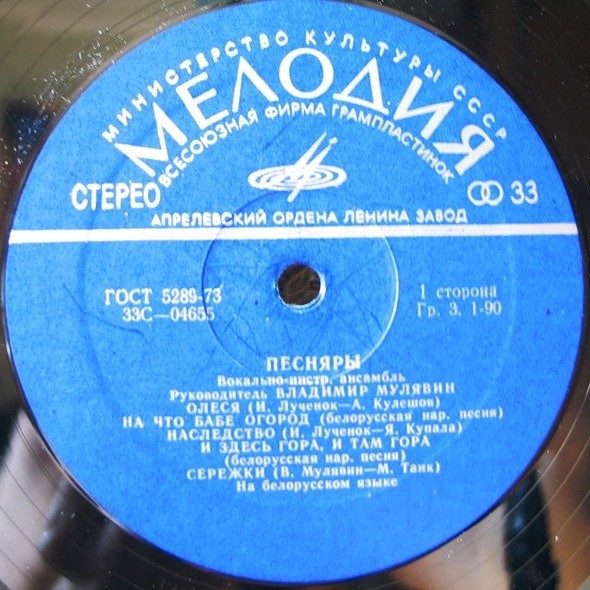 МИНИСТЕРСТВО КУЛЬТУРЫ СССР
МЕЛОДИЯ
ВСЕСОЮЗНАЯ ФИРМА ГРАМПЛАСТИНОК
СТЕРЕО
33
АПРЕЛЕВСКИЙ ОРДЕНА ЛЕНИНА ЗАВОД
ГОСТ 5289-73
33С—04655
1 сторона
Гр. 3. 1-90
ПЕСНЯРЫ
Вокально-инстр. ансамбль
Руководитель ВЛАДИМИР МУЛЯВИН
ОЛЕСЯ (И. Лученок—А. Кулешов)
НА ЧТО БАБЕ ОГОРОД (белорусская нар. песня)
НАСЛЕДСТВО (И. Лученок—Я. Купала)
И ЗДЕСЬ ГОРА, И ТАМ ГОРА
(белорусская нар. песня)
СЕРЕЖКИ (В. Мулявин—М. Танк)
На белорусском языке